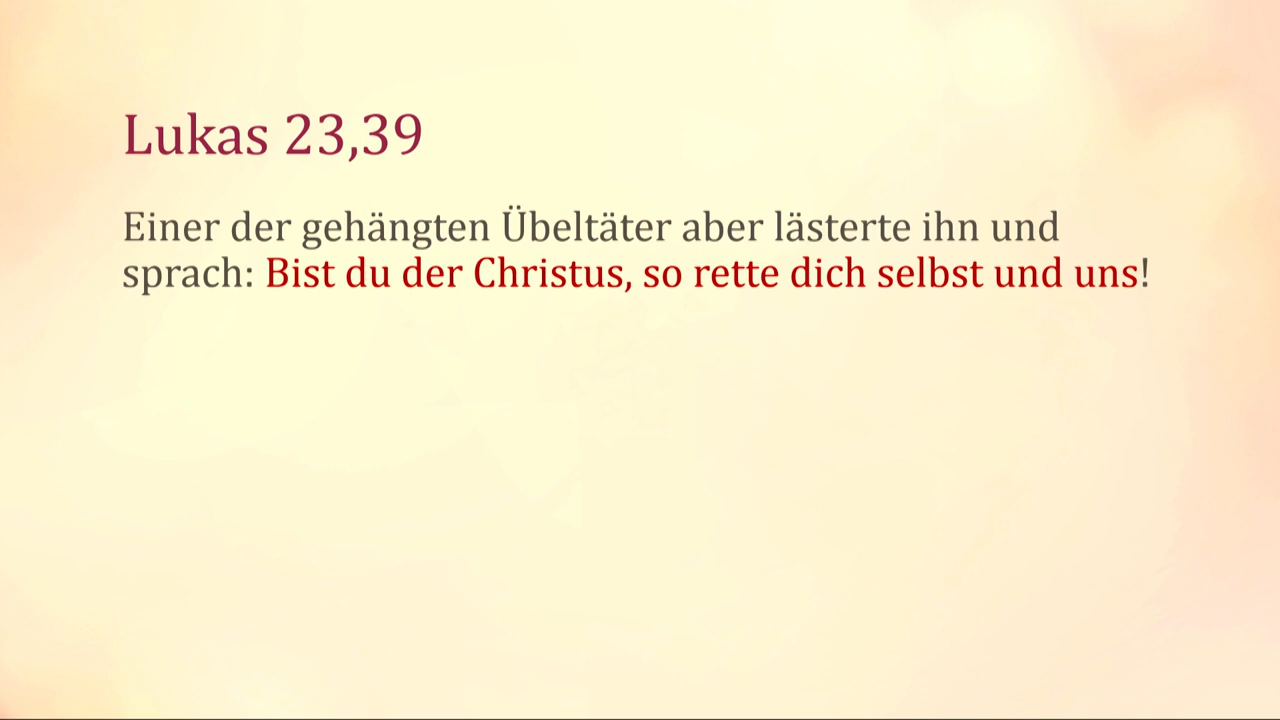 Lukas 23,39
Einer der gehängten Übeltäter aber lästerte ihn und
sprach: Bist du der Christus, so rette dich selbst und uns!